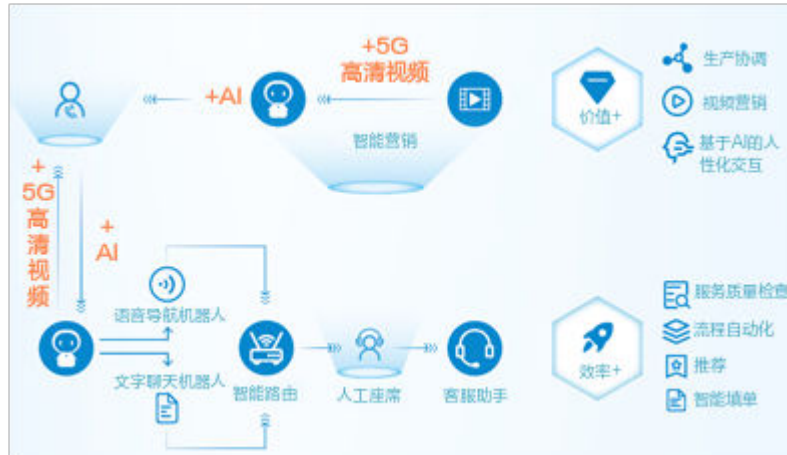 +5G
高清视频
+AI
智能营销
价值+
生产协调
视频营销
基于AI的人
性化交互
+
5G
高
清
视
频
+
AI
语音导航机器人
文字聊天机器人
智能路由
人工座席
客服助手
效率+
服务质量检查
流程自动化
推荐
智能填单